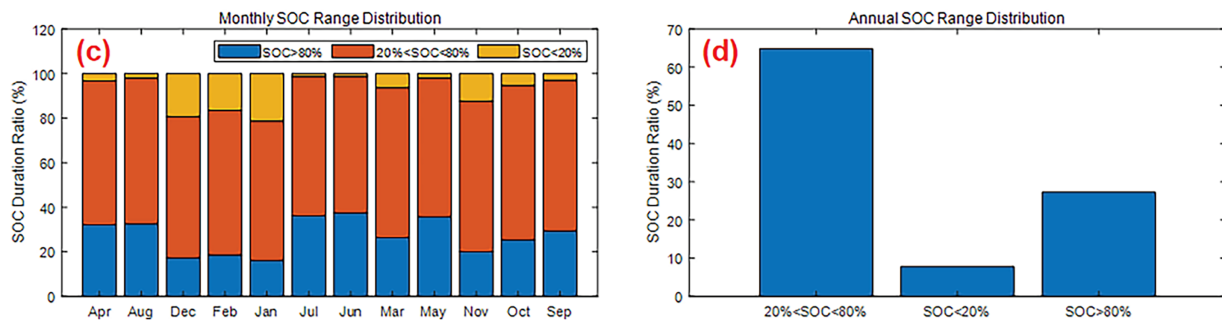 Monthly SOC Range Distribution
(c)
SOC>80% 20%<SOC<80% SOC<20%
SOC Duration Ratio (%)
120
100
80
60
40
20
0
Apr Aug Dec Feb Jan Jul Jun Mar May Nov Oct Sep
Annual SOC Range Distribution
(d)
SOC Duration Ratio (%)
70
60
50
40
30
20
10
0
20%<SOC<80% SOC<20% SOC>80%